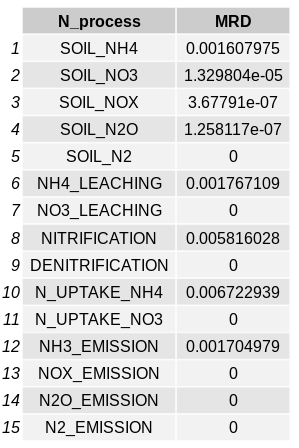 N_process MRD
1 SOIL_NH4 0.001607975
2 SOIL_NO3 1.329804e-05
3 SOIL_NOX 3.67791e-07
4 SOIL_N2O 1.258117e-07
5 SOIL_N2 0
6 NH4_LEACHING 0.001767109
7 NO3_LEACHING 0
8 NITRIFICATION 0.005816028
9 DENITRIFICATION 0
10 N_UPTAKE_NH4 0.006722939
11 N_UPTAKE_NO3 0
12 NH3_EMISSION 0.001704979
13 NOX_EMISSION 0
14 N2O_EMISSION 0
15 N2_EMISSION 0